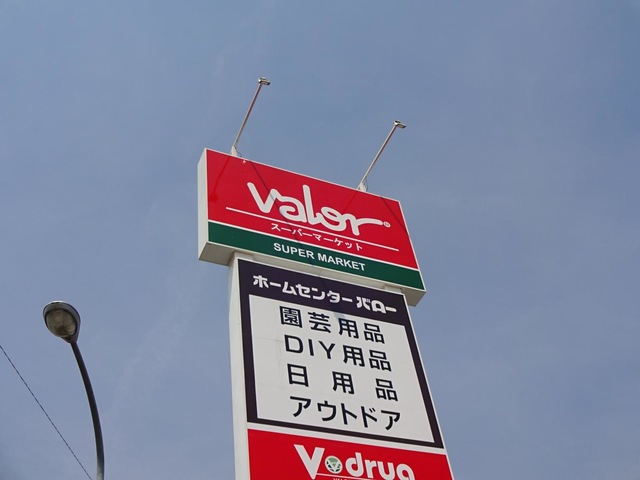 valor
スーパーマーケット
SUPER MARKET
ホームセンター バロー
園芸用品
DIY用品
日用品
アウトドア
V・drug